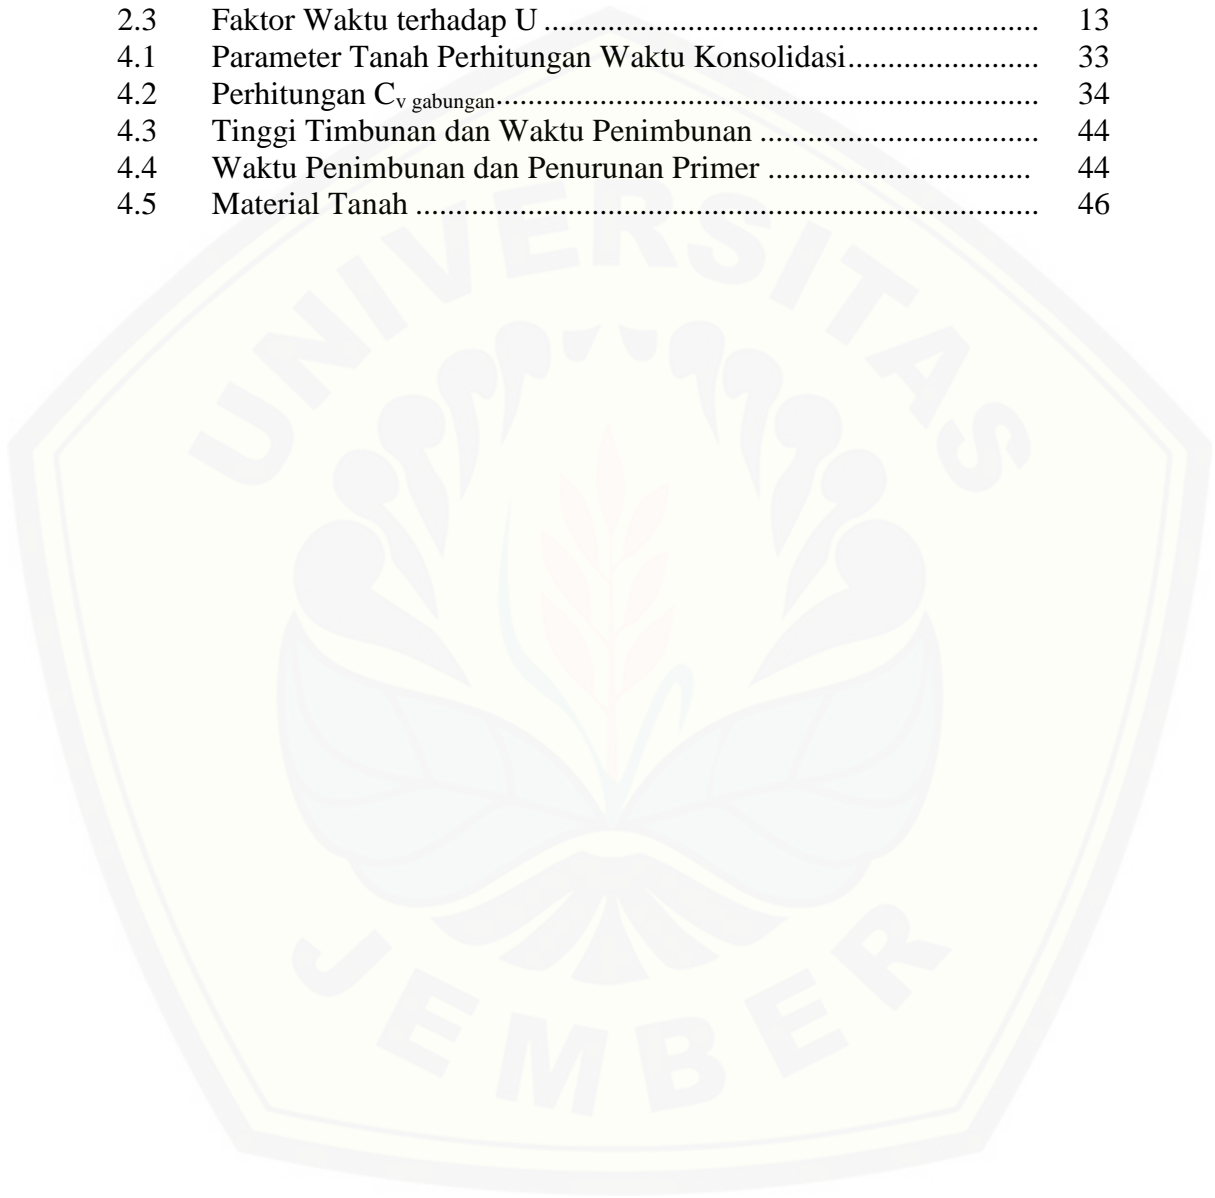 2.3 Faktor Waktu terhadap U .............................................................. 13
4.1 Parameter Tanah Perhitungan Waktu Konsolidasi........................ 33
4.2 Perhitungan Cv gabungan.................................................................... 34
4.3 Tinggi Timbunan dan Waktu Penimbunan ................................... 44
4.4 Waktu Penimbunan dan Penurunan Primer ................................. 44
4.5 Material Tanah .............................................................................. 46
UNIVERSITAS
JEMBER